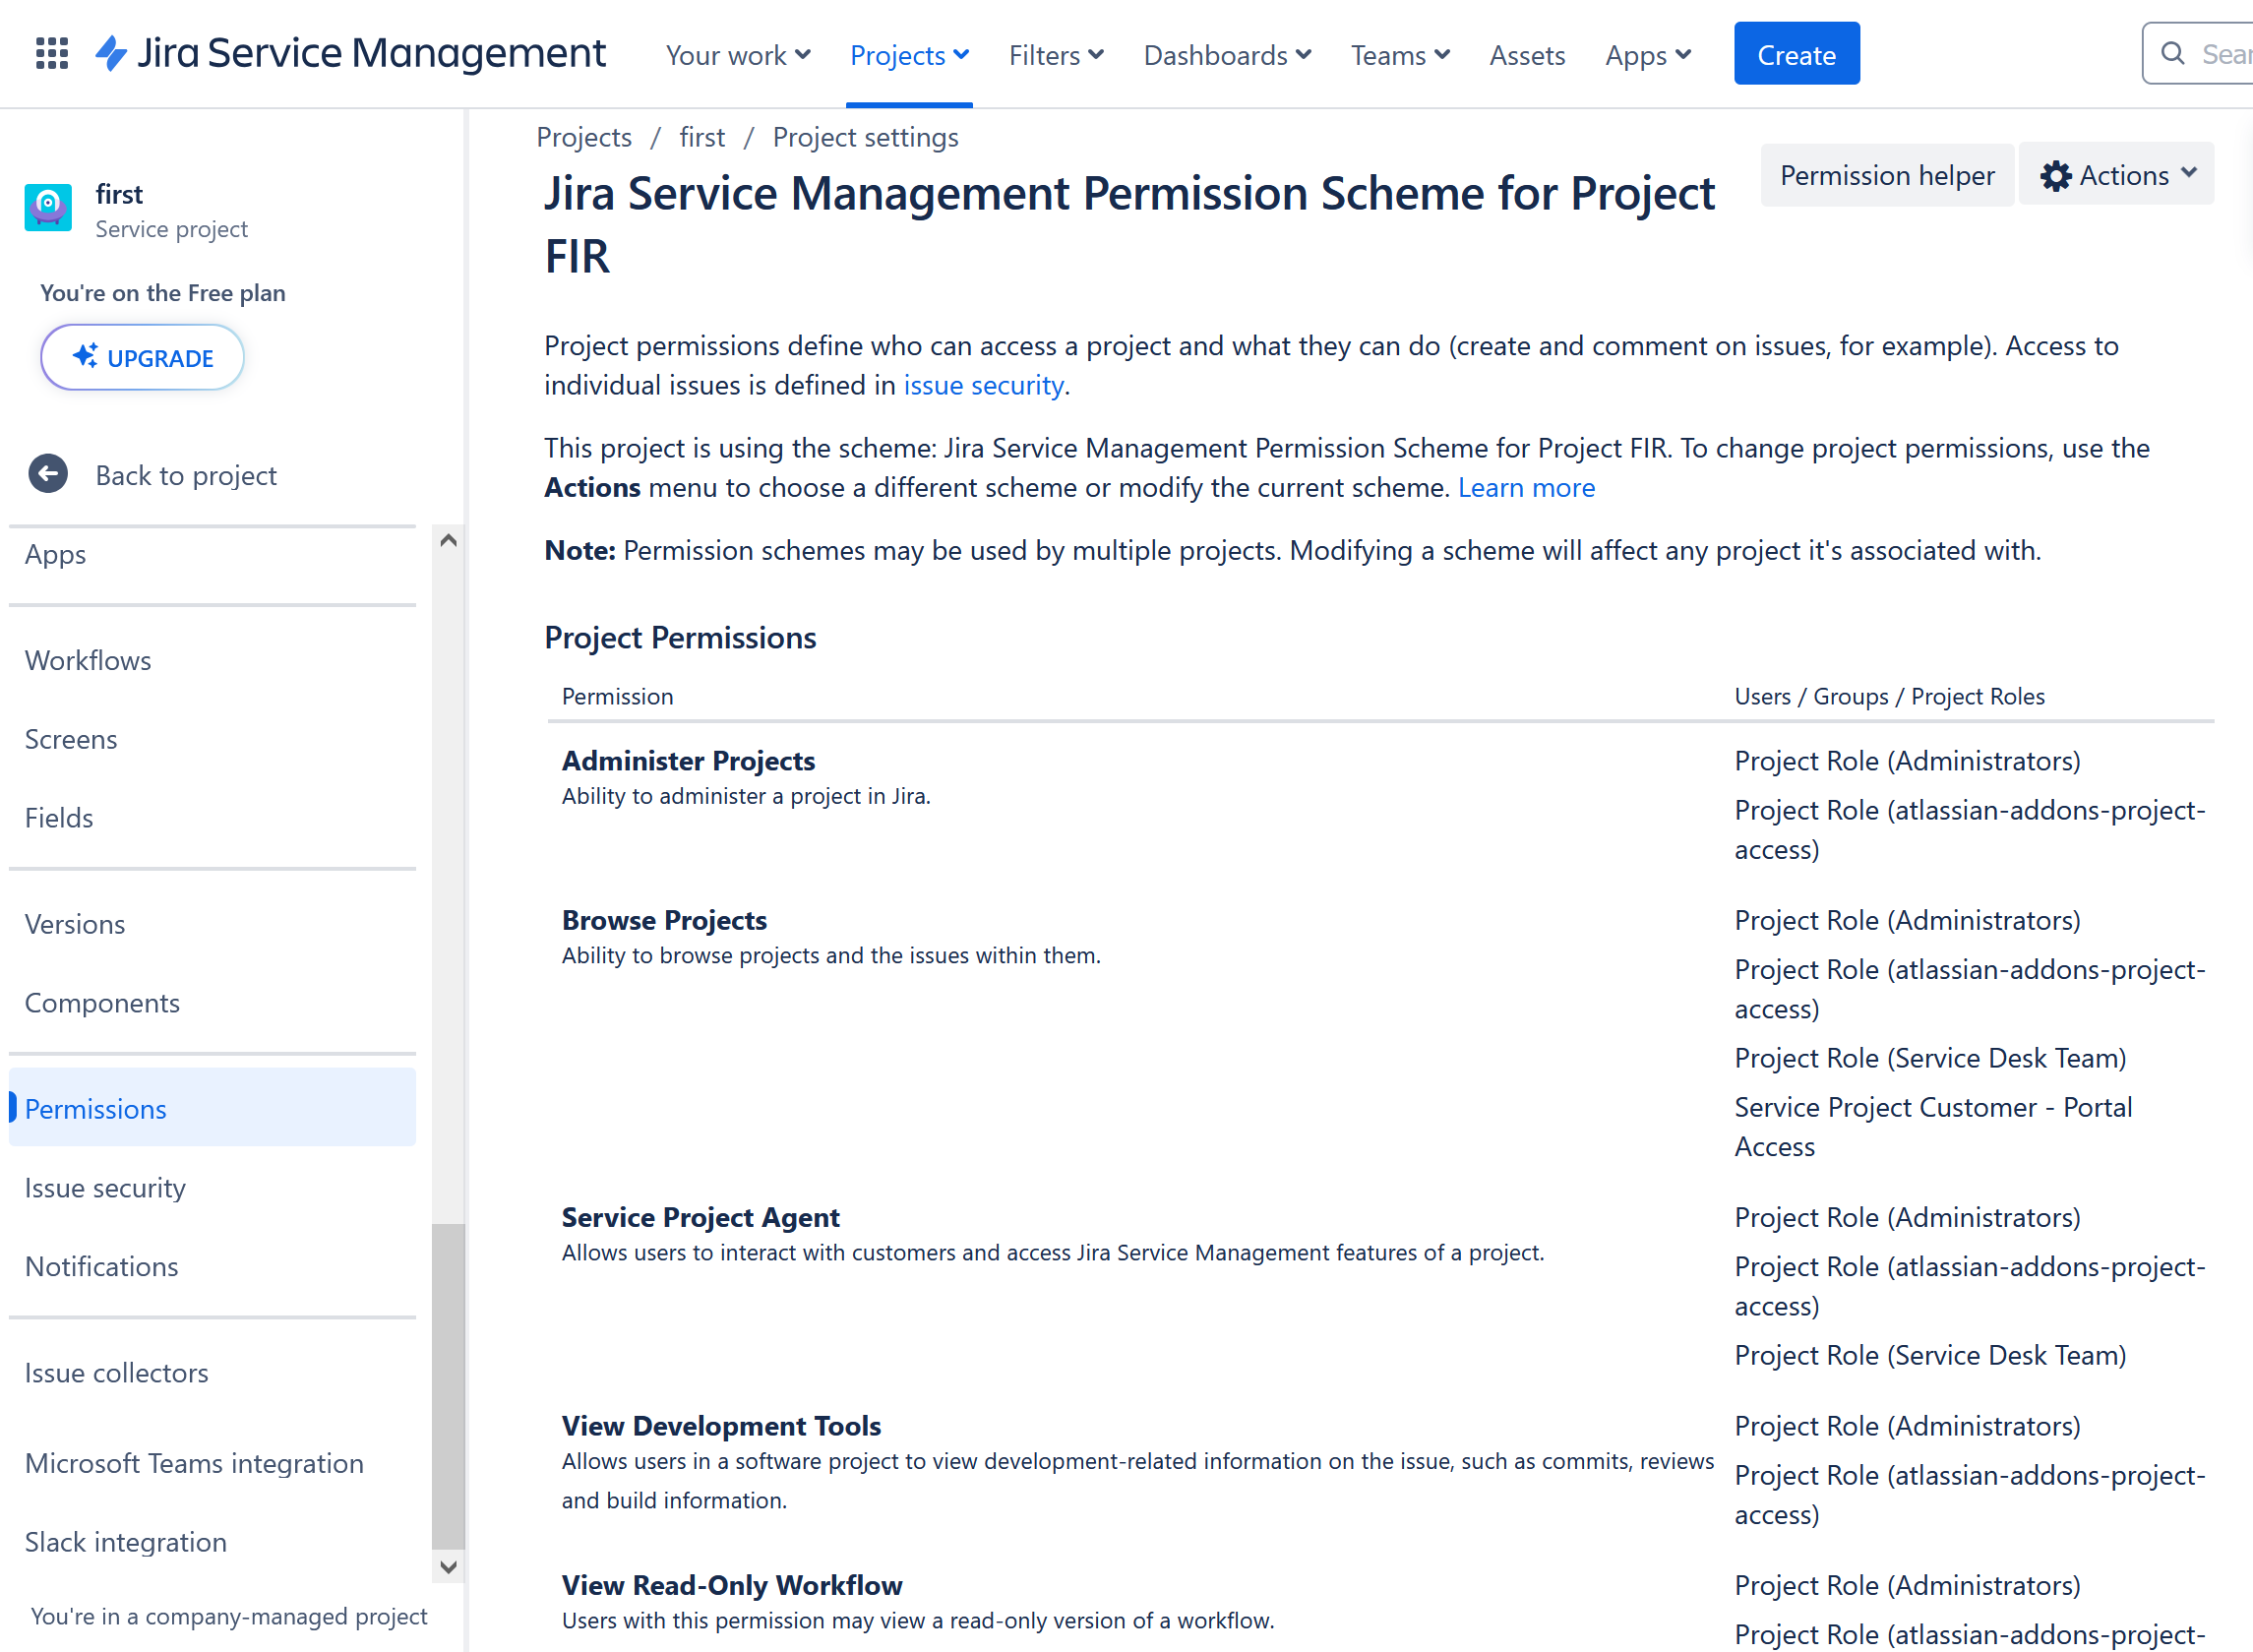 Jira Service Management
Your work
Projects
Filters
Dashboards
Teams
Assets
Apps
Create
first
Service project
You're on the Free plan
UPGRADE
Back to project
Apps
Workflows
Screens
Fields
Versions
Components
Permissions
Issue security
Notifications
Issue collectors
Microsoft Teams integration
Slack integration
You're in a company-managed project
Projects / first / Project settings
Jira Service Management Permission Scheme for Project
FIR
Permission helper
Actions
Project permissions define who can access a project and what they can do (create and comment on issues, for example). Access to
individual issues is defined in issue security.
This project is using the scheme: Jira Service Management Permission Scheme for Project FIR. To change project permissions, use the
Actions menu to choose a different scheme or modify the current scheme. Learn more
Note: Permission schemes may be used by multiple projects. Modifying a scheme will affect any project it's associated with.
Project Permissions
Permission
Users / Groups / Project Roles
Administer Projects
Ability to administer a project in Jira.
Project Role (Administrators)
Project Role (atlassian-addons-project-
access)
Browse Projects
Ability to browse projects and the issues within them.
Project Role (Administrators)
Project Role (atlassian-addons-project-
access)
Project Role (Service Desk Team)
Service Project Customer - Portal
Access
Service Project Agent
Allows users to interact with customers and access Jira Service Management features of a project.
Project Role (Administrators)
Project Role (atlassian-addons-project-
access)
Project Role (Service Desk Team)
View Development Tools
Allows users in a software project to view development-related information on the issue, such as commits, reviews
and build information.
Project Role (Administrators)
Project Role (atlassian-addons-project-
access)
View Read-Only Workflow
Users with this permission may view a read-only version of a workflow.
Project Role (Administrators)
Project Role (atlassian-addons-project-